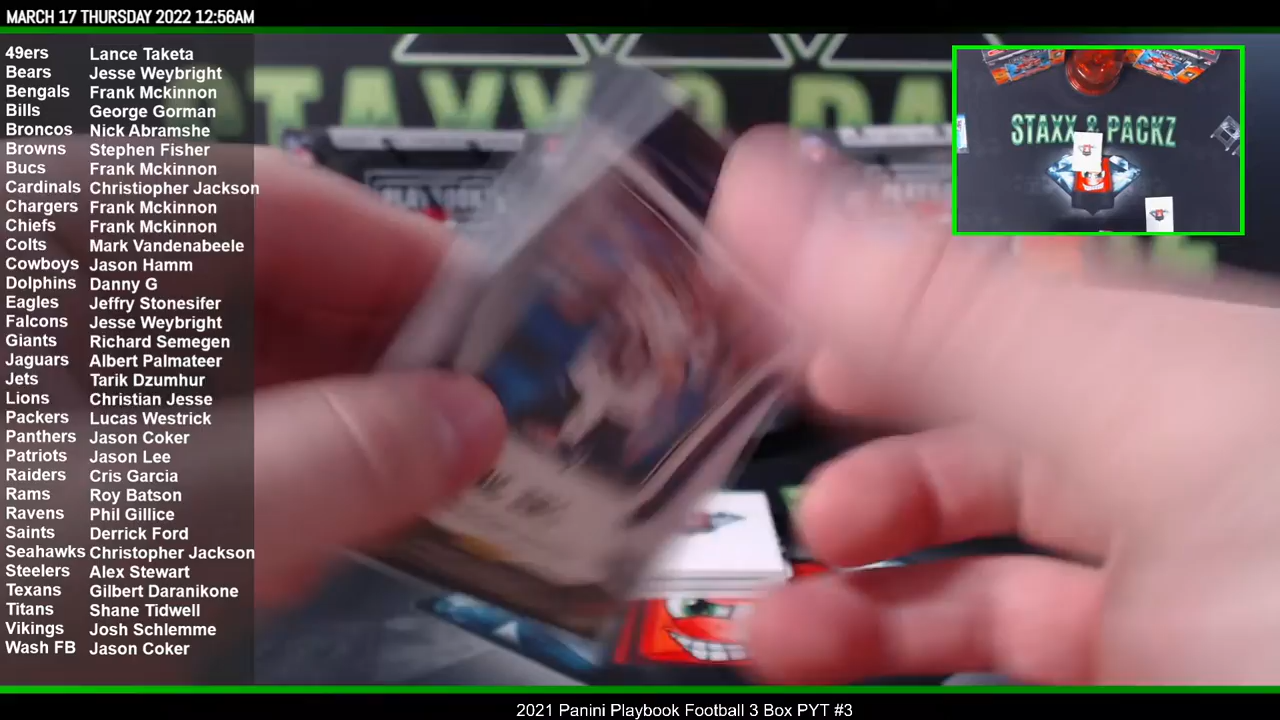 MARCH 17 THURSDAY 2022 12:56AM
49ers Lance Taketa
Bears Jesse Weybright
Bengals Frank Mckinnon
Bills George Gorman
Broncos Nick Abramshe
Browns Stephen Fisher
Bucs Frank Mckinnon
Cardinals Christiopher Jackson
Chargers Frank Mckinnon
Chiefs Frank Mckinnon
Colts Mark Vandenabeele
Cowboys Jason Hamm
Dolphins Danny G
Eagles Jeffry Stonesifer
Falcons Jesse Weybright
Giants Richard Semegen
Jaguars Albert Palmateer
Jets Tarik Dzumhur
Lions Christian Jesse
Packers Lucas Westrick
Panthers Jason Coker
Patriots Jason Lee
Raiders Cris Garcia
Rams Roy Batson
Ravens Phil Gillice
Saints Derrick Ford
Seahawks Christopher Jackson
Steelers Alex Stewart
Texans Gilbert Daranikone
Titans Shane Tidwell
Vikings Josh Schlemme
Wash FB Jason Coker
STAXX & PACKZ
2021 Panini Playbook Football 3 Box PYT #3